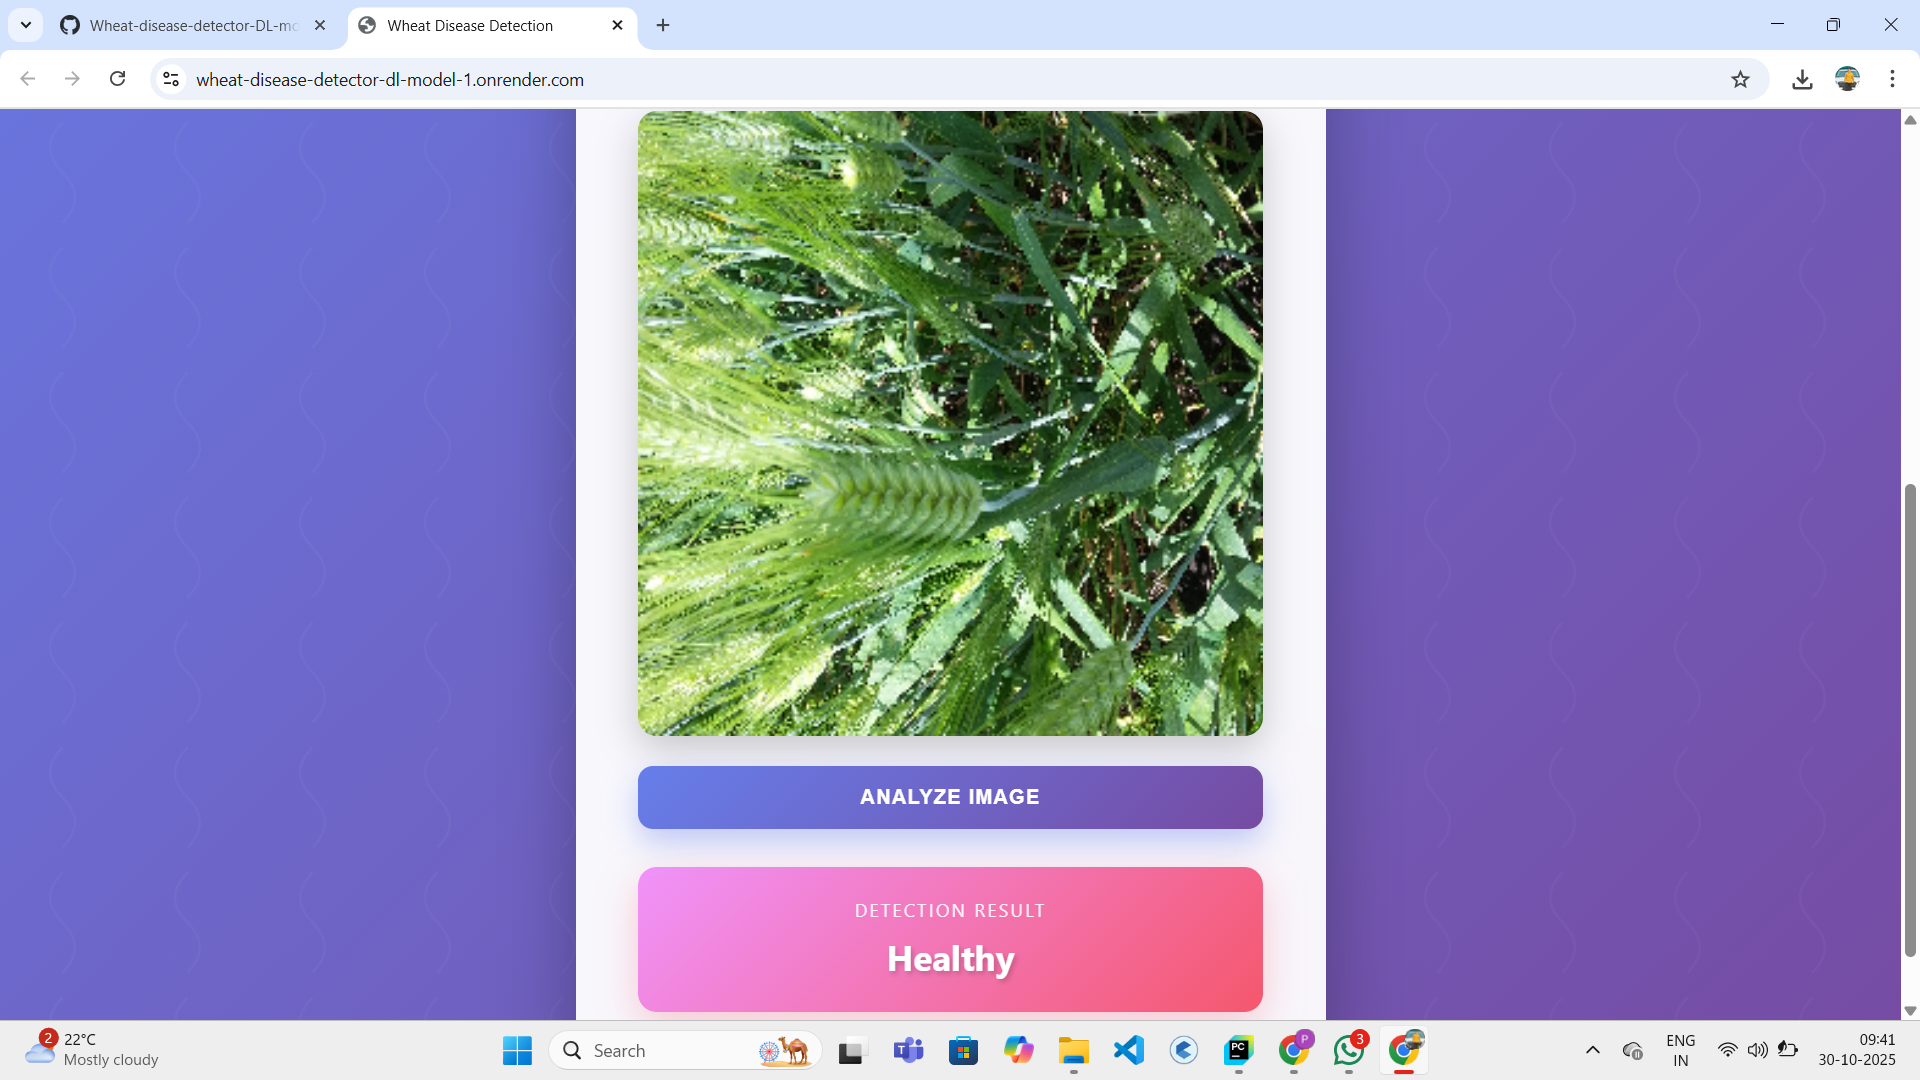 Wheat-disease-detector-DL-mo
Wheat Disease Detection
wheat-disease-detector-dl-model-1.onrender.com
ANALYZE IMAGE
DETECTION RESULT
Healthy
2
22°C
Mostly cloudy
Search
T
PC
P
3
ENG
IN
09:41
30-10-2025